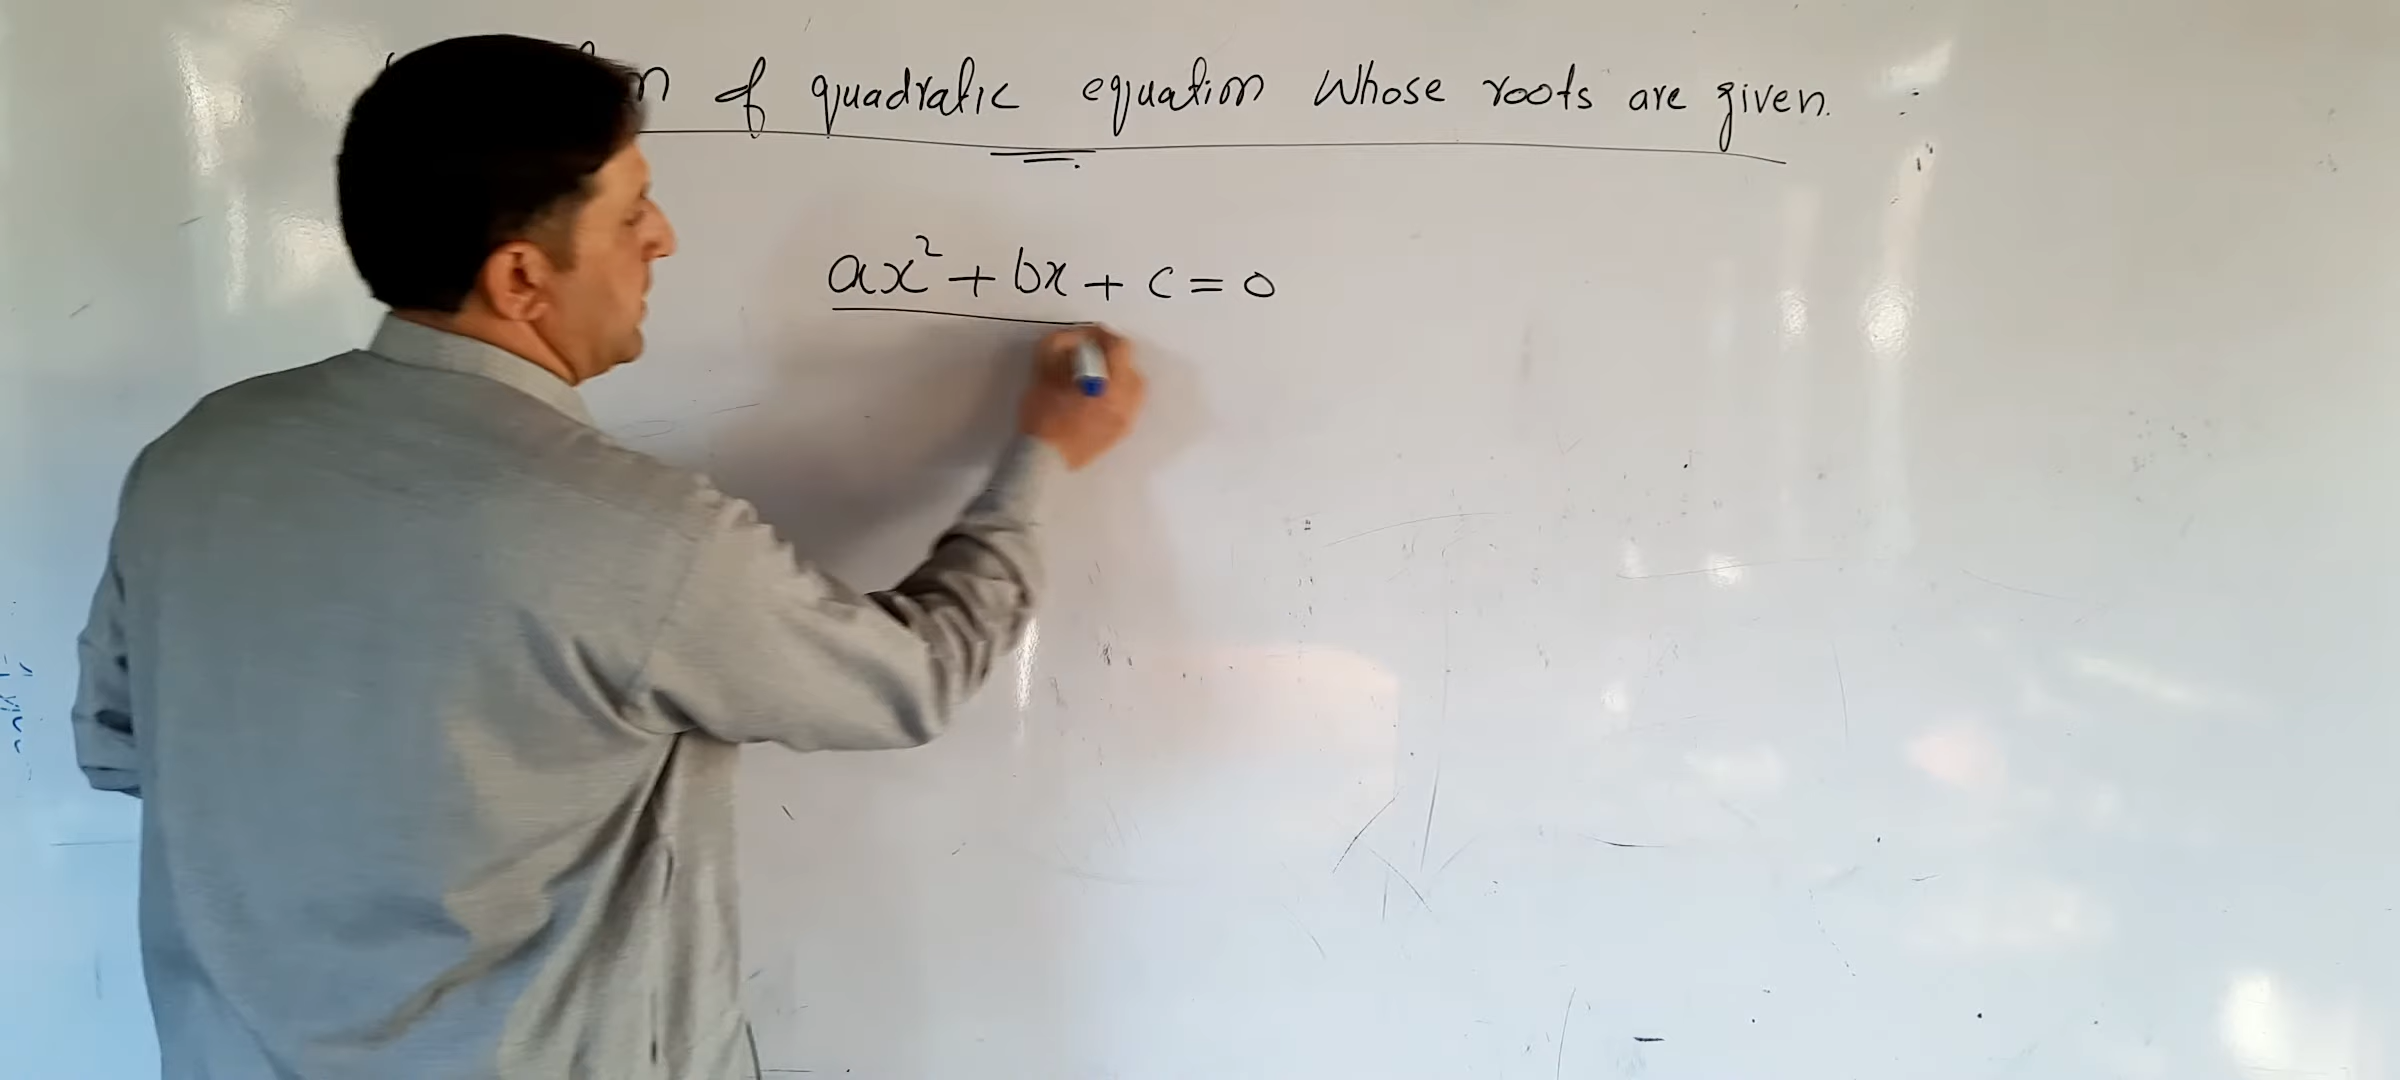 of quadratic equation whose roots are given.
ax² + bx + c = 0